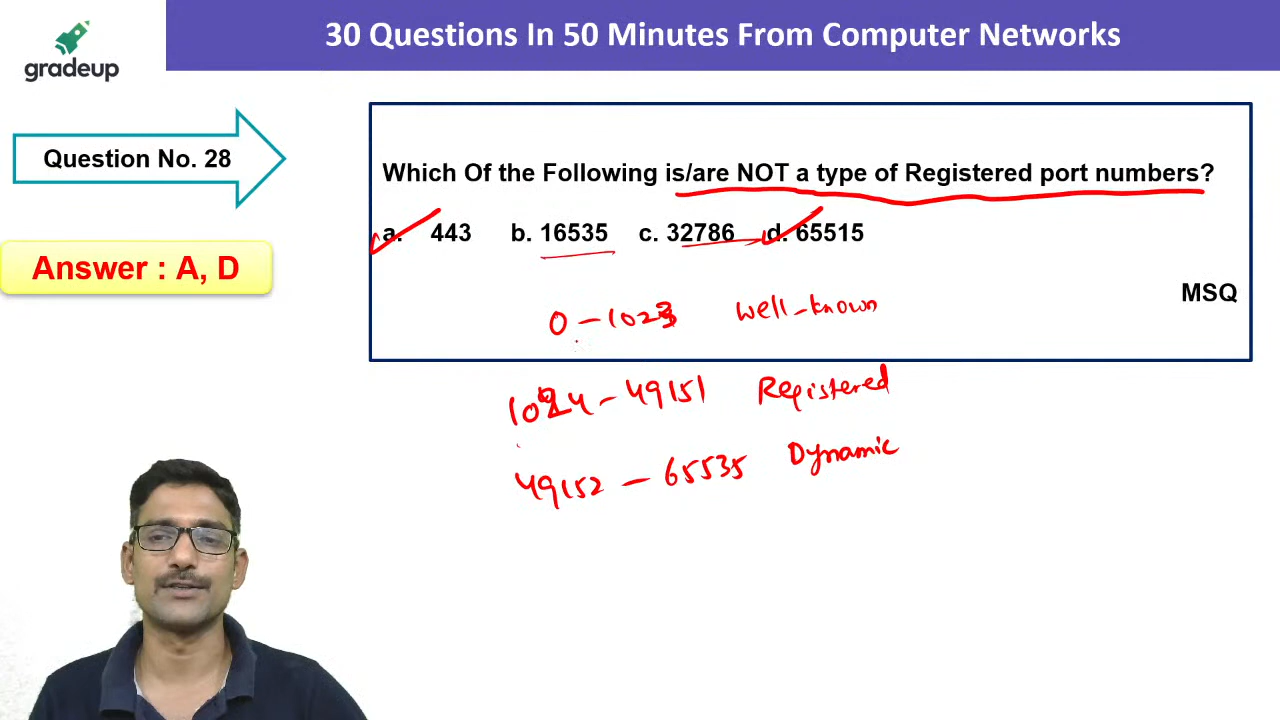 30 Questions In 50 Minutes From Computer Networks
gradeup
Question No. 28
Which Of the Following is/are NOT a type of Registered port numbers?
a. 443 b. 16535 c. 32786 d. 65515
Answer : A, D
MSQ
0 – 1023 well-known
1024 – 49151 Registered
49152 – 65535 Dynamic